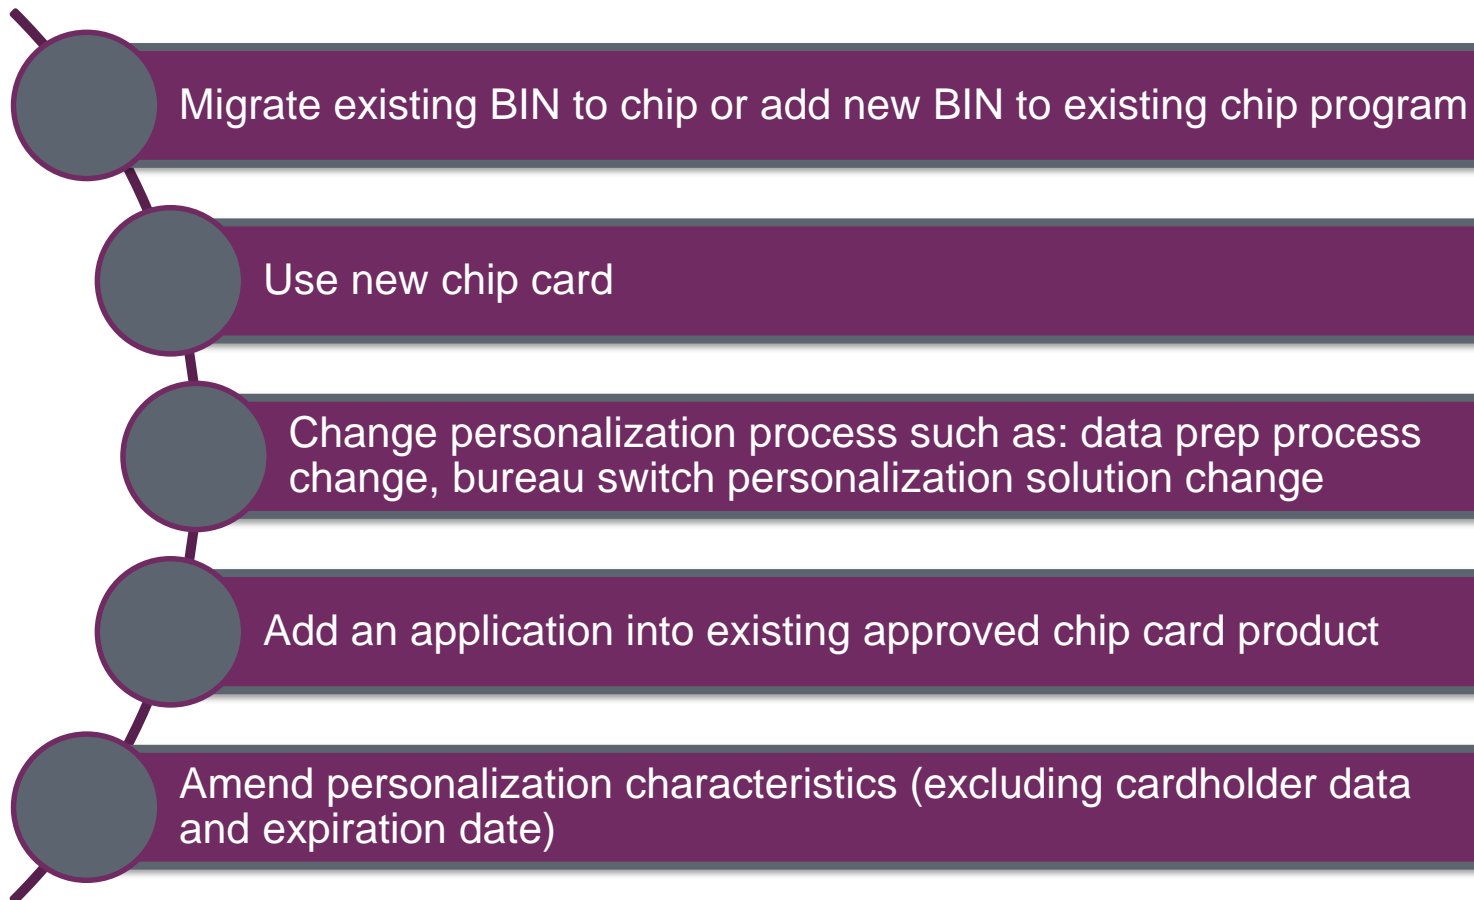 Migrate existing BIN to chip or add new BIN to existing chip program
Use new chip card
Change personalization process such as: data prep process
change, bureau switch personalization solution change
Add an application into existing approved chip card product
Amend personalization characteristics (excluding cardholder data
and expiration date)